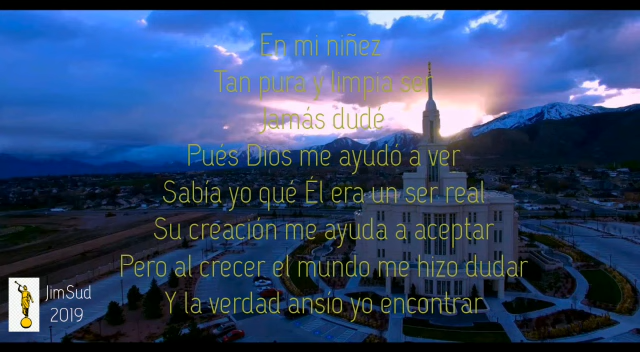 En mi niñez
Tan pura y limpia ser
Jamás dudé
Pués Dios me ayudó a ver
Sabía yo qué Él era un ser real
Su creación me ayuda a aceptar
Pero al crecer el mundo me hizo dudar
Y la verdad ansío yo encontrar
JimSud
2019